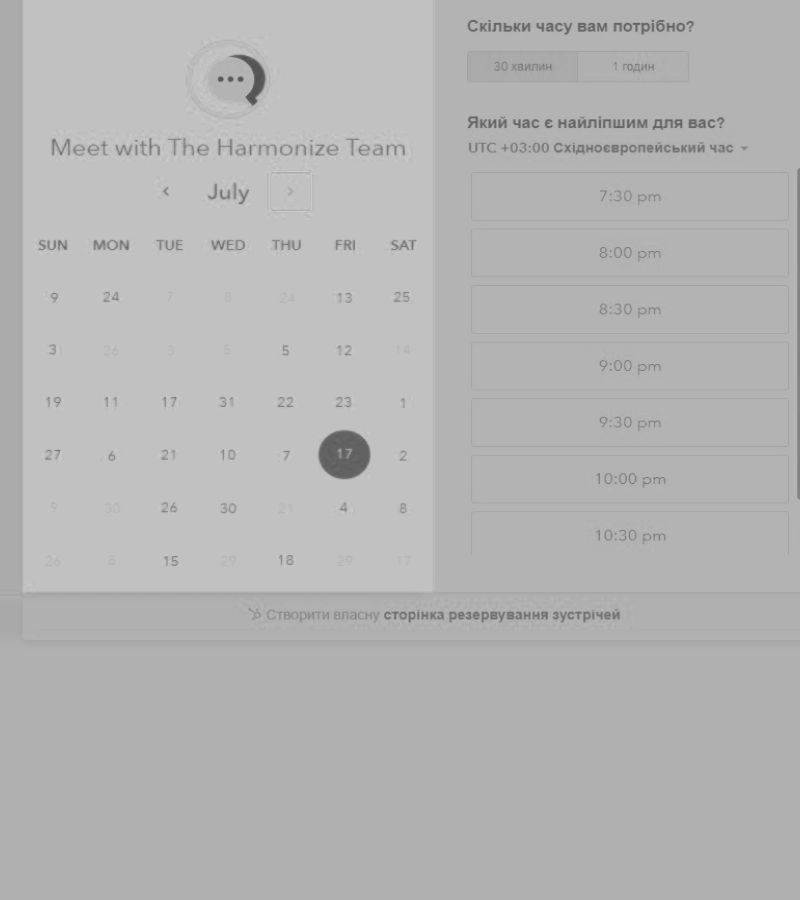 Meet with The Harmonize Team
July
SUN MON TUE WED THU FRI SAT
9 24 7 8 24 13 25
3 26 3 5 5 12 14
19 11 17 31 22 23 1
27 6 21 10 7 17 2
9 30 26 30 21 4 8
26 8 15 29 18 29 17
Скільки часу вам потрібно?
30 хвилин 1 годин
Який час є найліпшим для вас?
UTC +03:00 Східноєвропейський час
7:30 pm
8:00 pm
8:30 pm
9:00 pm
9:30 pm
10:00 pm
10:30 pm
Створити власну сторінка резервування зустрічей